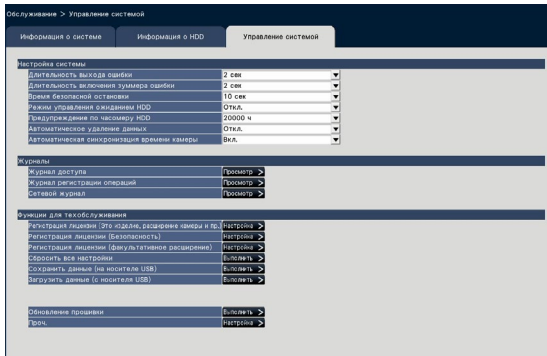 Обслуживание > Управление системой
Информация о системе Информация о HDD Управление системой
Настройка системы
Длительность выхода ошибки 2 сек
Длительность включения зуммера ошибки 2 сек
Время безопасной остановки 10 сек
Режим управления ожиданием HDD Откл.
Предупреждение по часомеру HDD 20000 ч
Автоматическое удаление данных Откл.
Автоматическая синхронизация времени камеры Вкл.
Журналы
Журнал доступа Просмотр >
Журнал регистрации операций Просмотр >
Сетевой журнал Просмотр >
Функции для техобслуживания
Регистрация лицензии (Это изделие, расширение камеры и пр.) Настройка >
Регистрация лицензии (Безопасность) Настройка >
Регистрация лицензии (факультативное расширение) Настройка >
Сбросить все настройки Выполнить >
Сохранить данные (на носителе USB) Выполнить >
Загрузить данные (с носителя USB) Выполнить >
Обновление прошивки Выполнить >
Проч. Настройка >